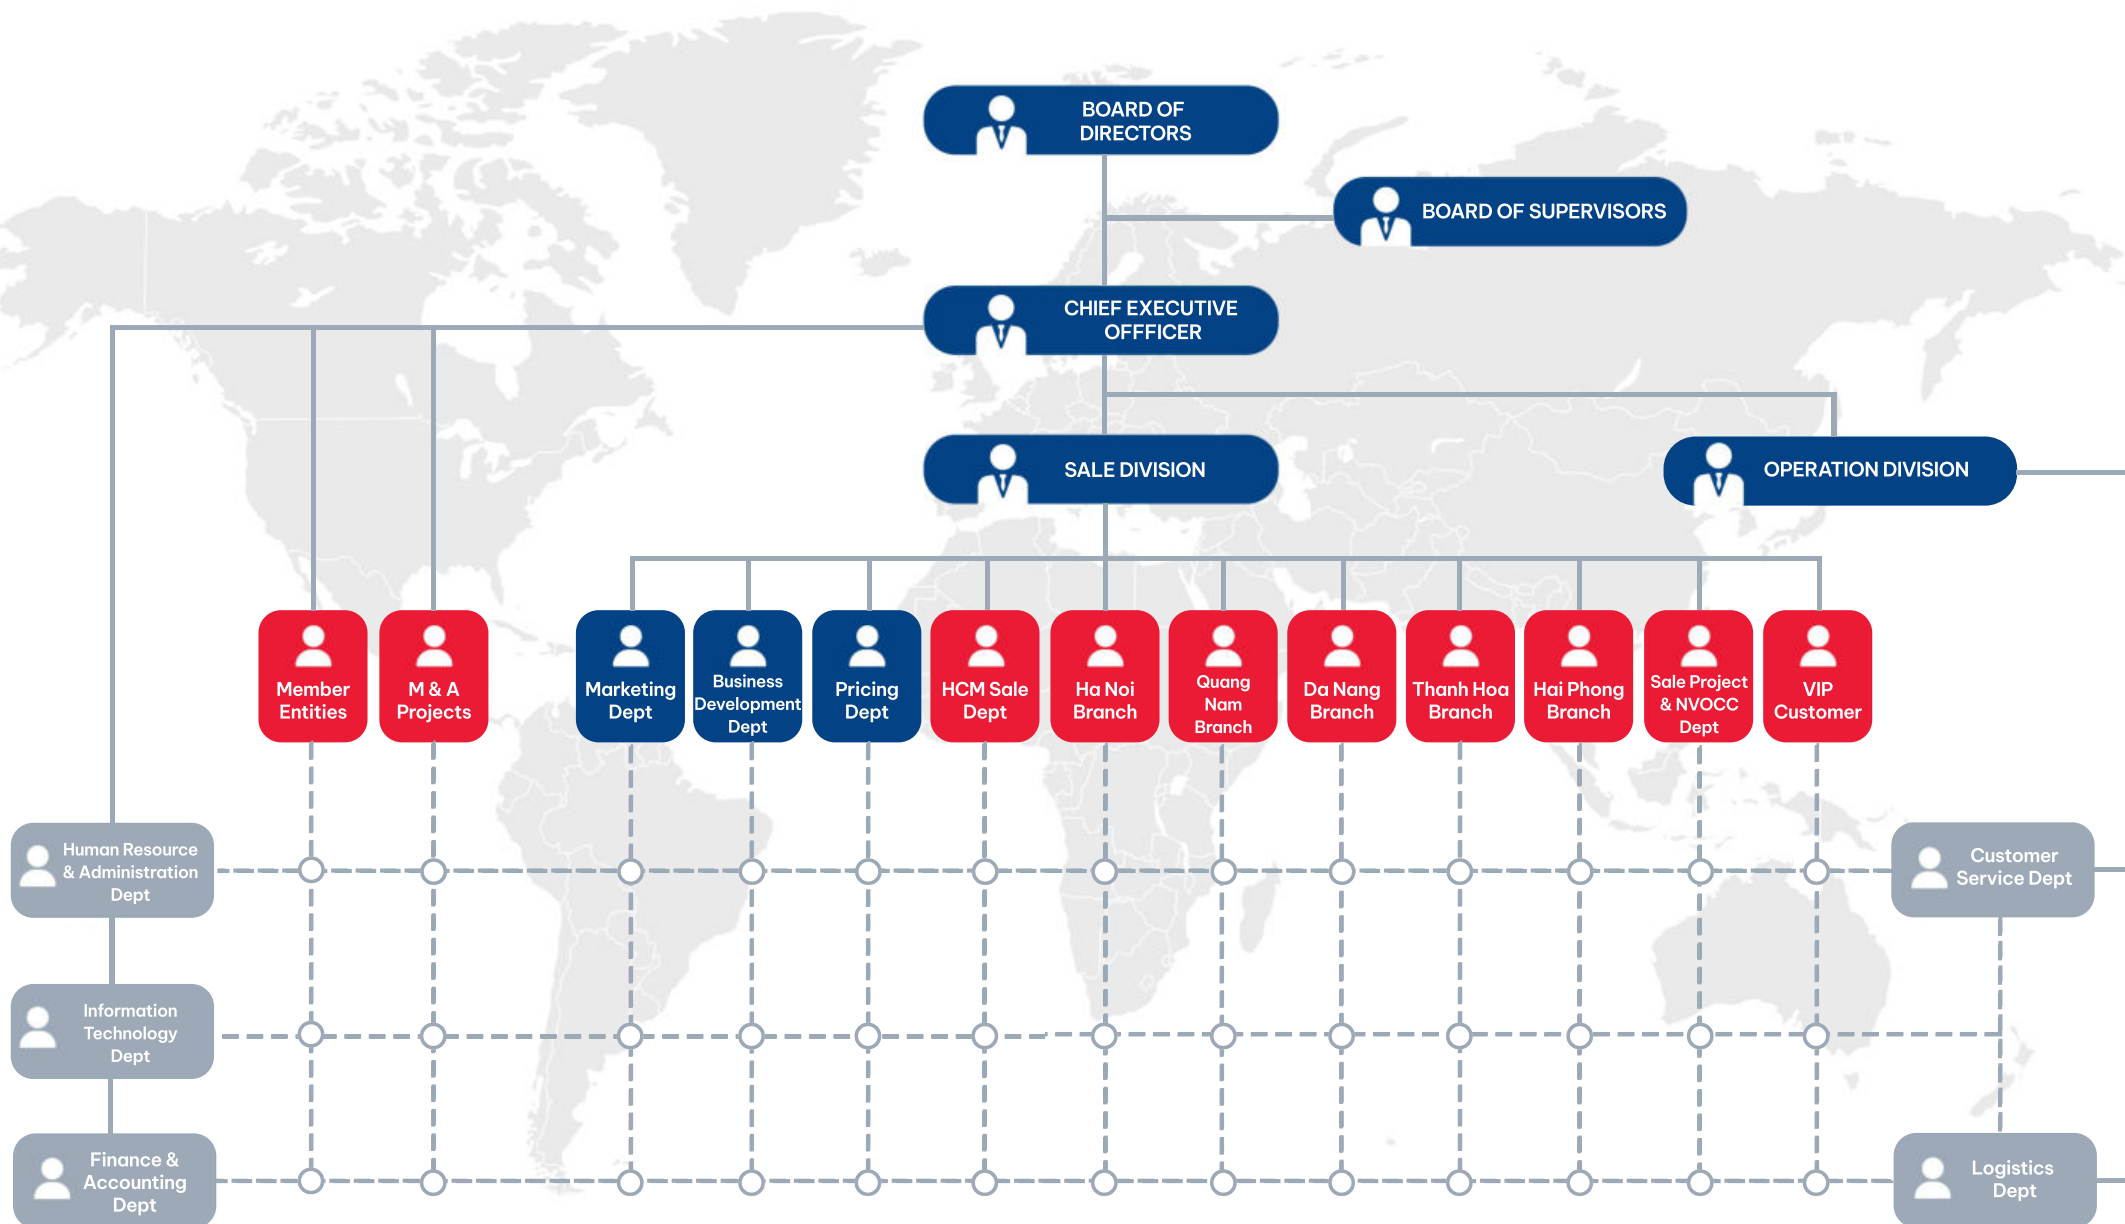 BOARD OF
DIRECTORS
BOARD OF SUPERVISORS
CHIEF EXECUTIVE
OFFFICER
SALE DIVISION
OPERATION DIVISION
Member
Entities
M & A
Projects
Marketing
Dept
Business
Development
Dept
Pricing
Dept
HCM Sale
Dept
Ha Noi
Branch
Quang
Nam
Branch
Da Nang
Branch
Thanh Hoa
Branch
Hai Phong
Branch
Sale Project
& NVOCC
Dept
VIP
Customer
Human Resource
& Administration
Dept
Customer
Service Dept
Information
Technology
Dept
Finance &
Accounting
Dept
Logistics
Dept